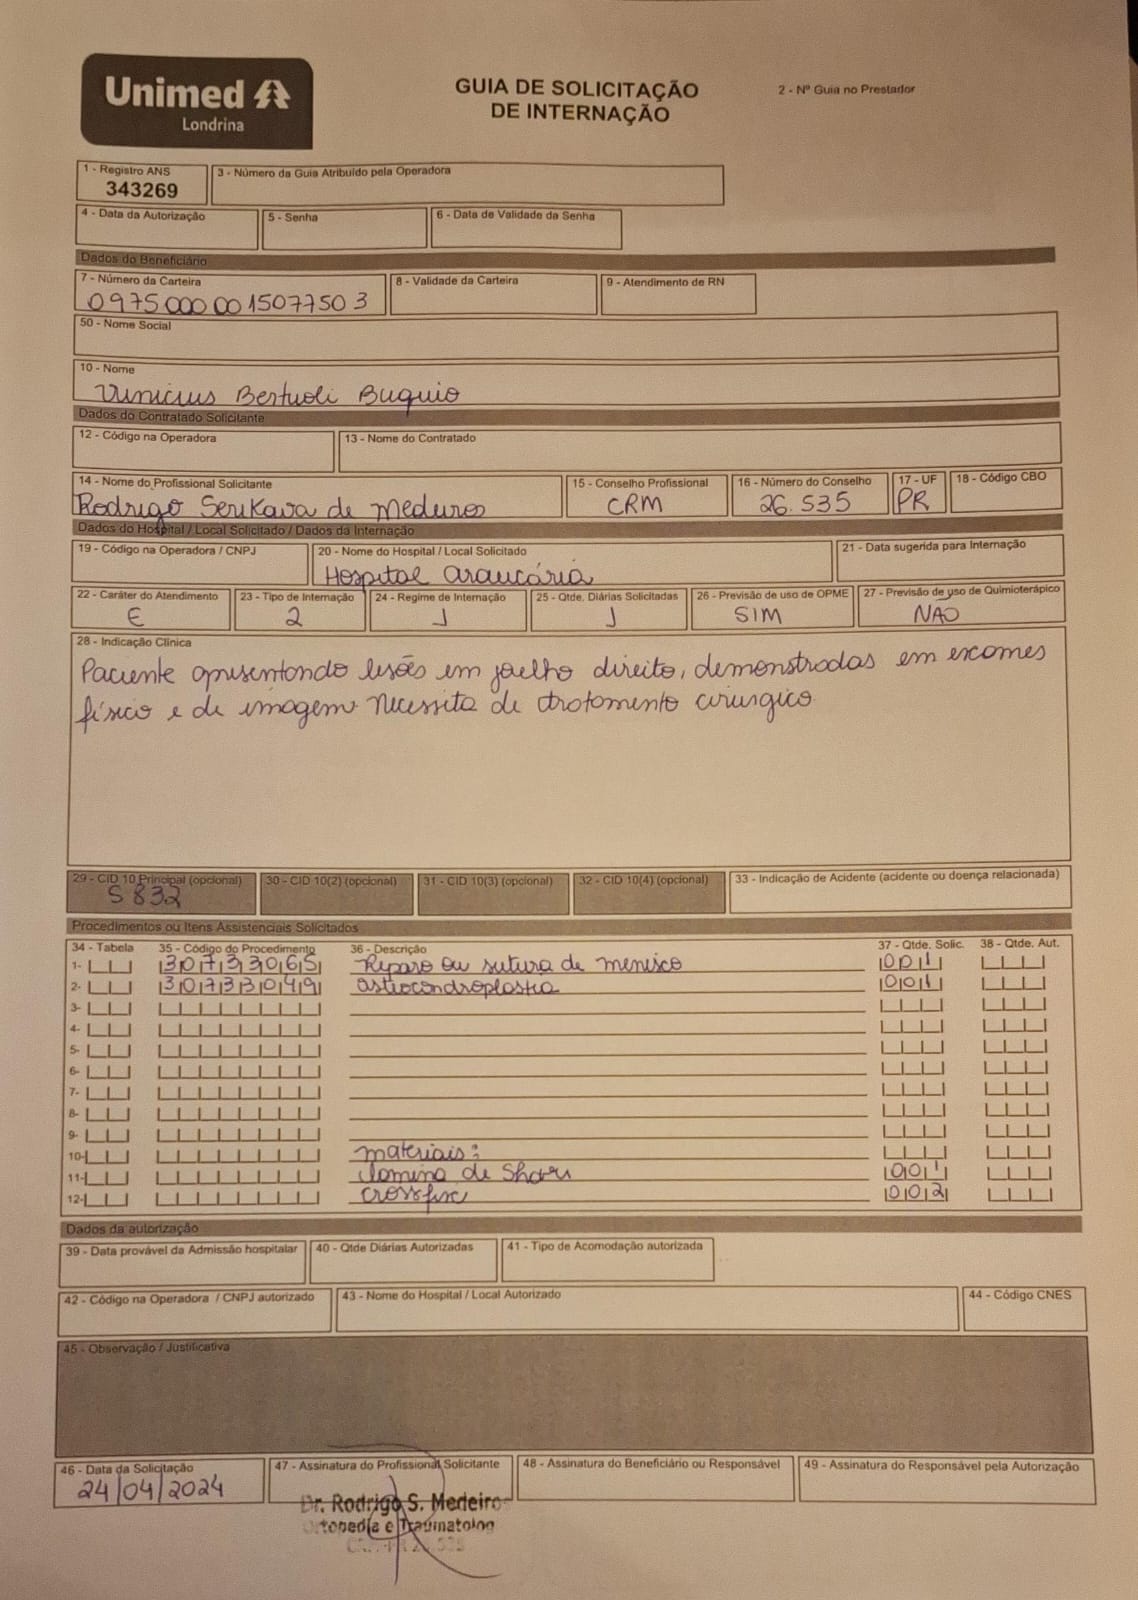 Unimed
Londrina
GUIA DE SOLICITAÇÃO
DE INTERNAÇÃO
2 - Nº Guia no Prestador
1 - Registro ANS
343269
3 - Número da Guia Atribuído pela Operadora
4 - Data da Autorização
5 - Senha
6 - Data de Validade da Senha
Dados do Beneficiário
7 - Número da Carteira
0975 000 00 1507750 3
8 - Validade da Carteira
9 - Atendimento de RN
50 - Nome Social
10 - Nome
Vinicius Bertuoli Buquio
Dados do Contratado Solicitante
12 - Código na Operadora
13 - Nome do Contratado
14 - Nome do Profissional Solicitante
Rodrigo Serikava de Medeiros
15 - Conselho Profissional
CRM
16 - Número do Conselho
26.535
17 - UF
PR
18 - Código CBO
Dados do Hospital / Local Solicitado / Dados da Internação
19 - Código na Operadora / CNPJ
20 - Nome do Hospital / Local Solicitado
Hospital Araucária
21 - Data sugerida para Internação
22 - Caráter do Atendimento
E
23 - Tipo de Internação
2
24 - Regime de Internação
1
25 - Qtde. Diárias Solicitadas
1
26 - Previsão de uso de OPME
SIM
27 - Previsão de uso de Quimioterápico
NAO
28 - Indicação Clínica
Paciente apresentando lesões em joelho direito, demonstradas em exames
físico e de imagem. Necessita de tratamento cirurgico.
29 - CID 10 Principal (opcional)
S 832
30 - CID 10(2) (opcional)
31 - CID 10(3) (opcional)
32 - CID 10(4) (opcional)
33 - Indicação de Acidente (acidente ou doença relacionada)
Procedimentos ou Itens Assistenciais Solicitados
34 - Tabela 35 - Código do Procedimento 36 - Descrição 37 - Qtde. Solic. 38 - Qtde. Aut.
1- 30733065 Reparo ou sutura de menisco 001
2- 30733049 osteocondroplastia 001
3-
4-
5-
6-
7-
8-
9-
10- materiais:
11- Lamina de Shaver 001
12- crossfix 002
Dados da autorização
39 - Data provável da Admissão hospitalar
40 - Qtde Diárias Autorizadas
41 - Tipo de Acomodação autorizada
42 - Código na Operadora / CNPJ autorizado
43 - Nome do Hospital / Local Autorizado
44 - Código CNES
45 - Observação / Justificativa
46 - Data da Solicitação
24/04/2024
47 - Assinatura do Profissional Solicitante
48 - Assinatura do Beneficiário ou Responsável
49 - Assinatura do Responsável pela Autorização
Dr. Rodrigo S. Medeiros
Ortopedia e Traumatolog